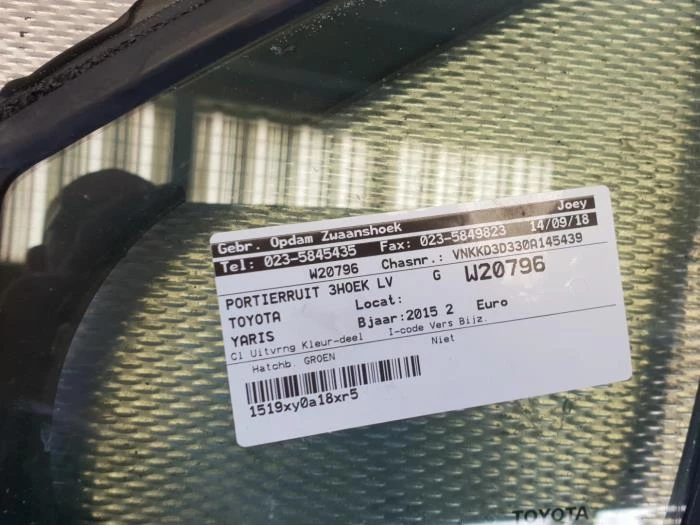 Gebr. Opdam Zwaanshoek Joey
Tel: 023-5845435 Fax: 023-5849823 14/09/18
W20796 Chasnr.: VNKKD3D330A145439
PORTIERRUIT 3HOEK LV G W20796
TOYOTA Locat:
YARIS Bjaar:2015 2 Euro
Cl Uitvrng Kleur-deel I-code Vers Bijz.
Hatchb. GROEN Niet
1519xy0a18xr5
TOYOTA